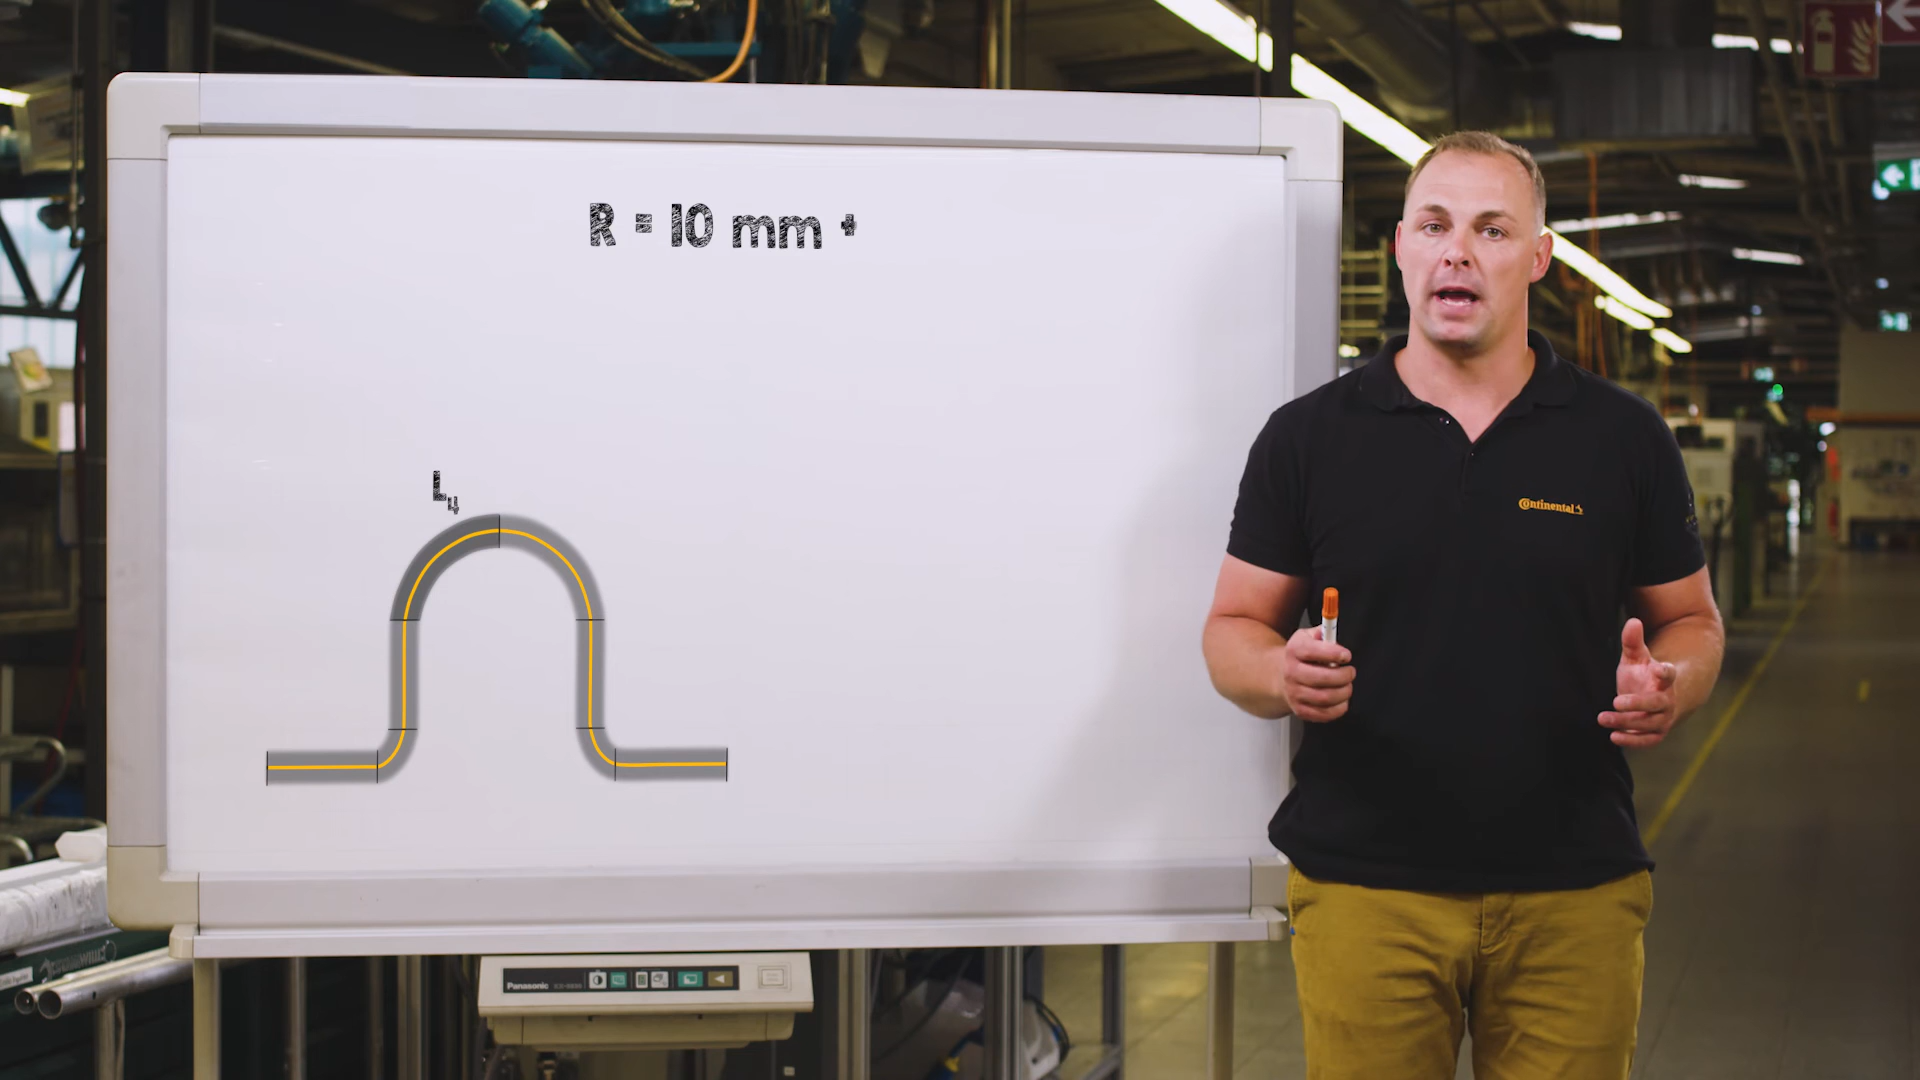 R = 10 mm +
L4
Continental
Panasonic